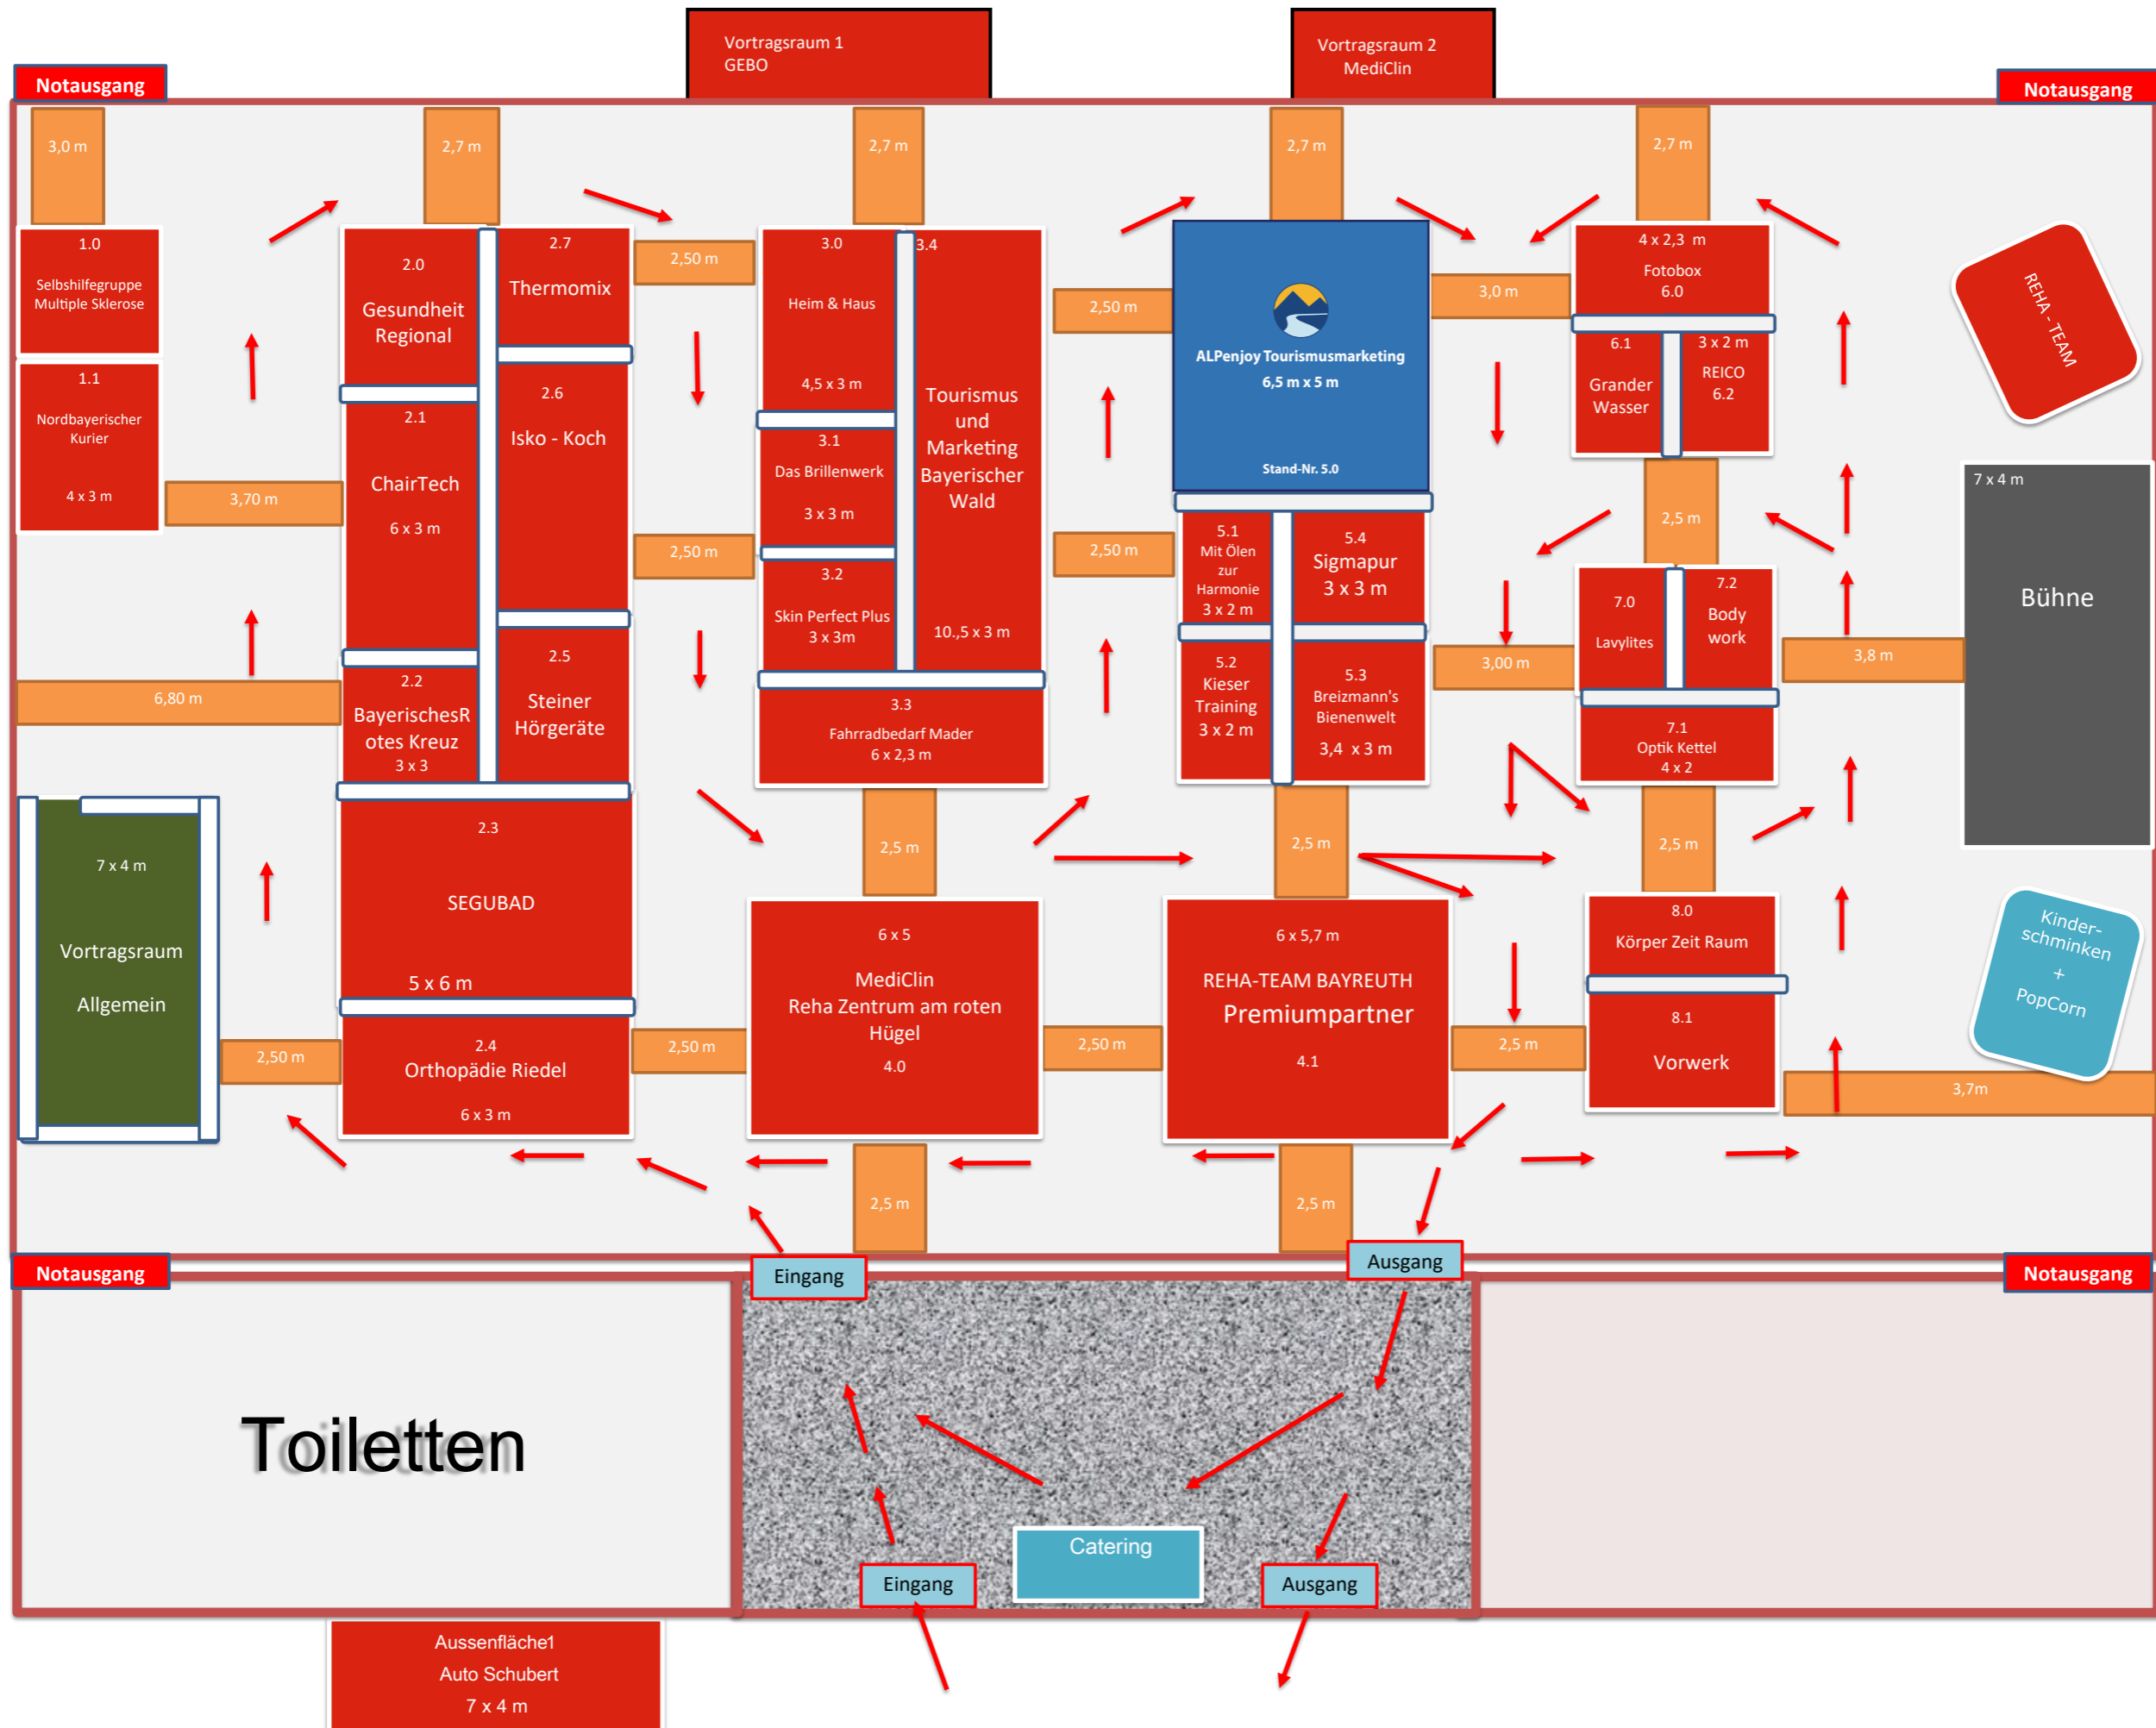 Vortragsraum 1
GEBO
Vortragsraum 2
MediClin
Notausgang
Notausgang
3,0 m
2,7 m
2,7 m
2,7 m
2,7 m
1.0
Selbshilfegruppe
Multiple Sklerose
1.1
Nordbayerischer
Kurier
4 x 3 m
3,70 m
6,80 m
7 x 4 m
Vortragsraum
Allgemein
2,50 m
2.0
Gesundheit
Regional
2.1
ChairTech
6 x 3 m
2.2
BayerischesR
otes Kreuz
3 x 3
2.7
Thermomix
2.6
Isko - Koch
2.5
Steiner
Hörgeräte
2.3
SEGUBAD
5 x 6 m
2.4
Orthopädie Riedel
6 x 3 m
2,50 m
2,50 m
2,50 m
3.0
Heim & Haus
4,5 x 3 m
3.1
Das Brillenwerk
3 x 3 m
3.2
Skin Perfect Plus
3 x 3m
3.4
Tourismus
und
Marketing
Bayerischer
Wald
10.,5 x 3 m
3.3
Fahrradbedarf Mader
6 x 2,3 m
2,5 m
6 x 5
MediClin
Reha Zentrum am roten
Hügel
4.0
2,5 m
2,50 m
2,50 m
2,50 m
ALPenjoy Tourismusmarketing
6,5 m x 5 m
Stand-Nr. 5.0
5.1
Mit Ölen
zur
Harmonie
3 x 2 m
5.4
Sigmapur
3 x 3 m
5.2
Kieser
Training
3 x 2 m
5.3
Breizmann's
Bienenwelt
3,4 x 3 m
2,5 m
6 x 5,7 m
REHA-TEAM BAYREUTH
Premiumpartner
4.1
2,5 m
3,0 m
3,00 m
2,5 m
4 x 2,3 m
Fotobox
6.0
6.1
Grander
Wasser
3 x 2 m
REICO
6.2
2,5 m
7.0
Lavylites
7.2
Body
work
7.1
Optik Kettel
4 x 2
2,5 m
8.0
Körper Zeit Raum
8.1
Vorwerk
3,8 m
3,7m
REHA - TEAM
7 x 4 m
Bühne
Kinder-
schminken
+
PopCorn
Notausgang
Eingang
Ausgang
Notausgang
Toiletten
Catering
Eingang
Ausgang
Aussenfläche1
Auto Schubert
7 x 4 m